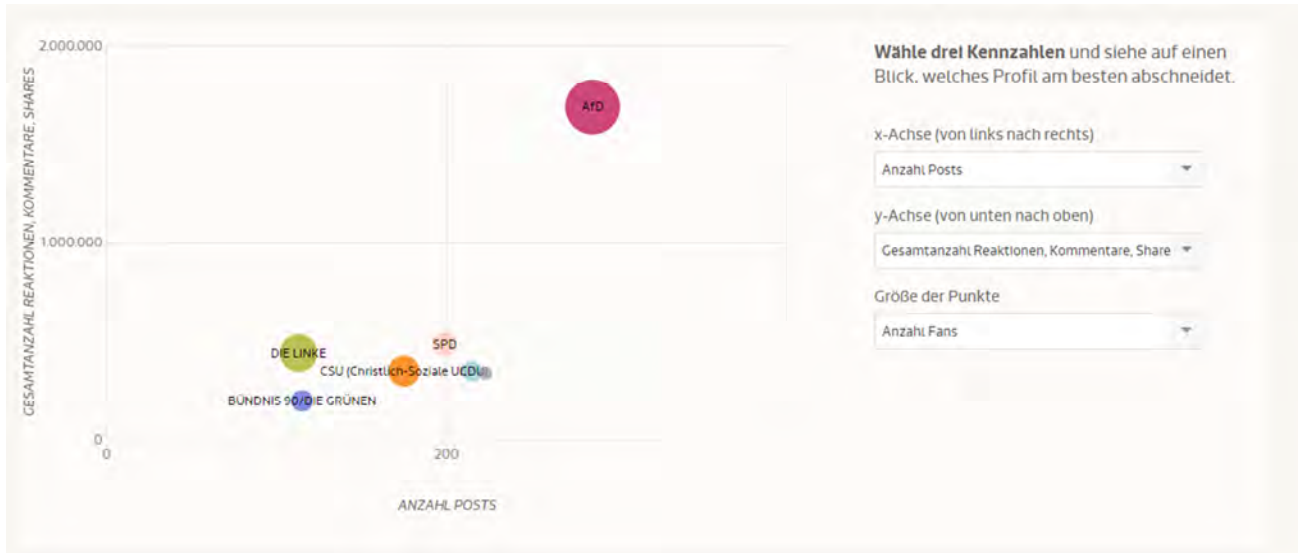 2.000.000
1.000.000
0
0
200
GESAMTANZAHL REAKTIONEN, KOMMENTARE, SHARES
ANZAHL POSTS
AfD
DIE LINKE
SPD
CSU (Christlich-Soziale U
CDU
BÜNDNIS 90/DIE GRÜNEN
Wähle drei Kennzahlen und siehe auf einen
Blick, welches Profil am besten abschneidet.
x-Achse (von links nach rechts)
Anzahl Posts
y-Achse (von unten nach oben)
Gesamtanzahl Reaktionen, Kommentare, Share
Größe der Punkte
Anzahl Fans